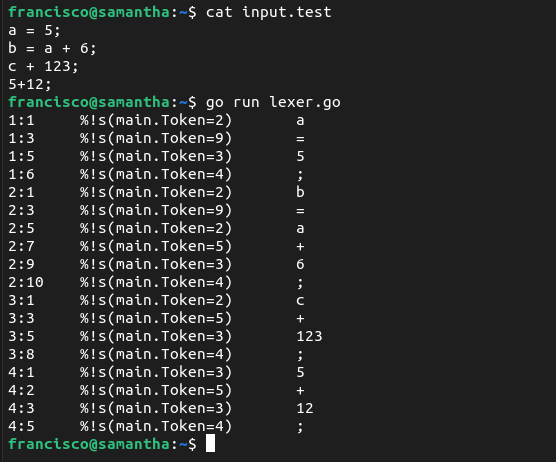 francisco@samantha:~$ cat input.test
a = 5;
b = a + 6;
c + 123;
5+12;
francisco@samantha:~$ go run lexer.go
1:1 %!s(main.Token=2) a
1:3 %!s(main.Token=9) =
1:5 %!s(main.Token=3) 5
1:6 %!s(main.Token=4) ;
2:1 %!s(main.Token=2) b
2:3 %!s(main.Token=9) =
2:5 %!s(main.Token=2) a
2:7 %!s(main.Token=5) +
2:9 %!s(main.Token=3) 6
2:10 %!s(main.Token=4) ;
3:1 %!s(main.Token=2) c
3:3 %!s(main.Token=5) +
3:5 %!s(main.Token=3) 123
3:8 %!s(main.Token=4) ;
4:1 %!s(main.Token=3) 5
4:2 %!s(main.Token=5) +
4:3 %!s(main.Token=3) 12
4:5 %!s(main.Token=4) ;
francisco@samantha:~$